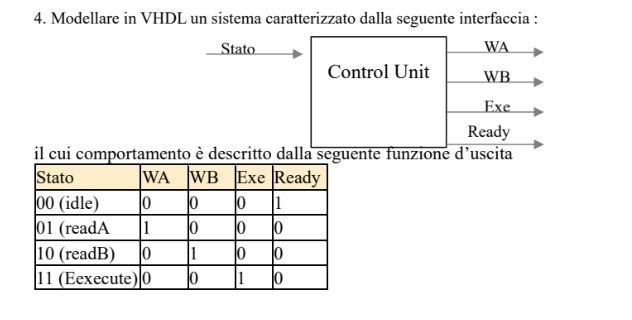 4. Modellare in VHDL un sistema caratterizzato dalla seguente interfaccia :
Stato
WA
Control Unit
WB
Exe
Ready
il cui comportamento è descritto dalla seguente funzione d'uscita
Stato WA WB Exe Ready
00 (idle) 0 0 0 1
01 (readA 1 0 0 0
10 (readB) 0 1 0 0
11 (Eexecute) 0 0 1 0